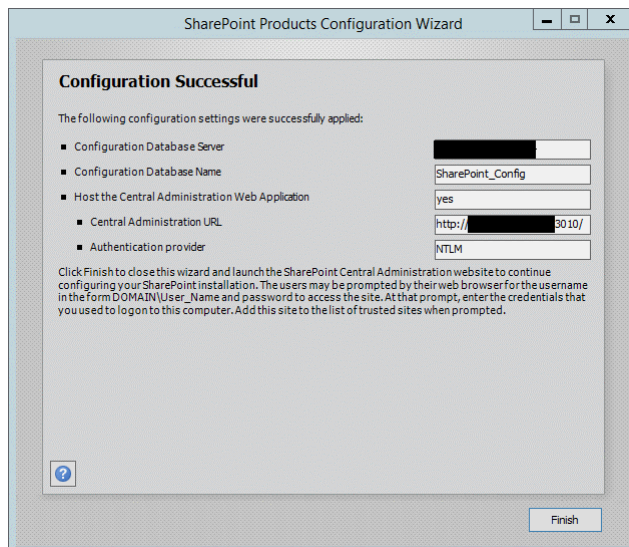 SharePoint Products Configuration Wizard
Configuration Successful
The following configuration settings were successfully applied:
Configuration Database Server
Configuration Database Name
SharePoint_Config
Host the Central Administration Web Application
yes
Central Administration URL
http:// 3010/
Authentication provider
NTLM
Click Finish to close this wizard and launch the SharePoint Central Administration website to continue
configuring your SharePoint installation. The users may be prompted by their web browser for the username
in the form DOMAIN\User_Name and password to access the site. At that prompt, enter the credentials that
you used to logon to this computer. Add this site to the list of trusted sites when prompted.
?
Finish